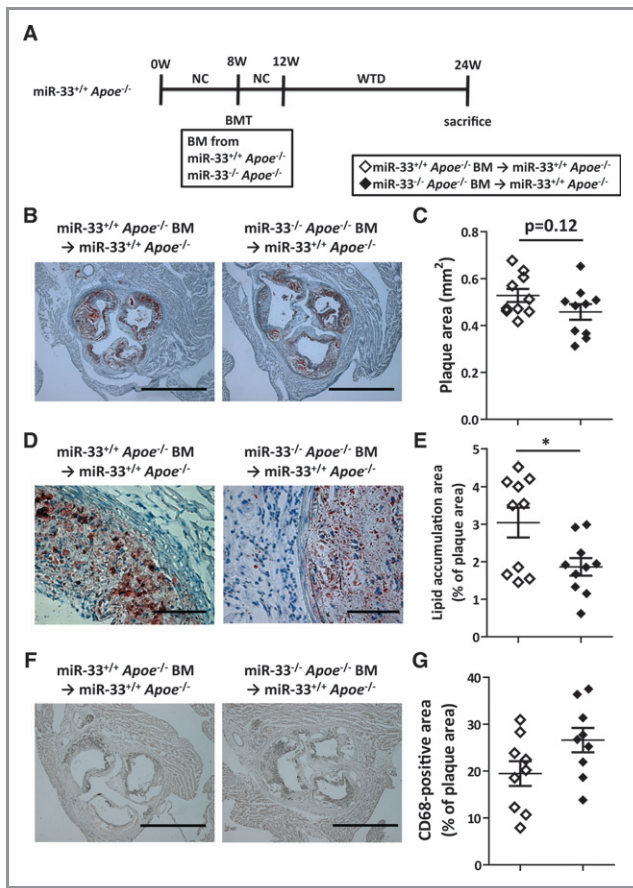 A
0W 8W 12W 24W
NC NC WTD
miR-33+/+ Apoe-/-
BMT
sacrifice
BM from
miR-33+/+ Apoe-/-
miR-33-/- Apoe-/-
◇ miR-33+/+ Apoe-/- BM → miR-33+/+ Apoe-/-
◆ miR-33-/- Apoe-/- BM → miR-33+/+ Apoe-/-
B
miR-33+/+ Apoe-/- BM
→ miR-33+/+ Apoe-/-
miR-33-/- Apoe-/- BM
→ miR-33+/+ Apoe-/-
C
p=0.12
Plaque area (mm2)
0.8
0.6
0.4
0.2
0.0
D
miR-33+/+ Apoe-/- BM
→ miR-33+/+ Apoe-/-
miR-33-/- Apoe-/- BM
→ miR-33+/+ Apoe-/-
E
*
Lipid accumulation area
(% of plaque area)
5
4
3
2
1
0
F
miR-33+/+ Apoe-/- BM
→ miR-33+/+ Apoe-/-
miR-33-/- Apoe-/- BM
→ miR-33+/+ Apoe-/-
G
CD68-positive area
(% of plaque area)
40
30
20
10
0